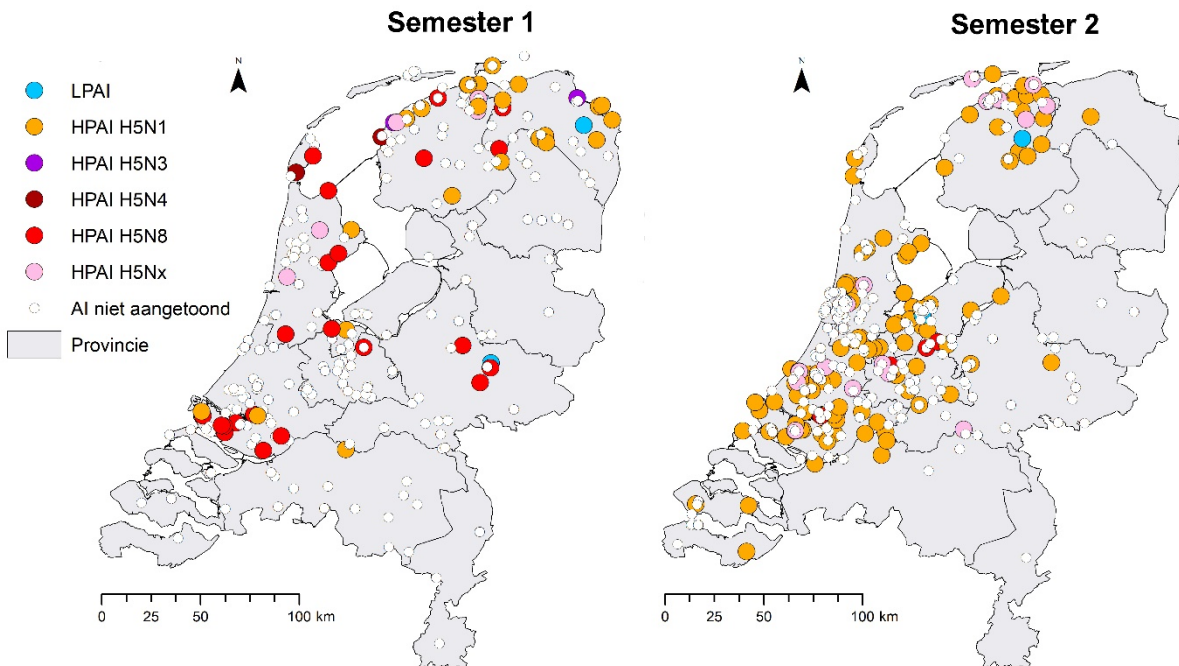 Semester 1
Semester 2
N
N
LPAI
HPAI H5N1
HPAI H5N3
HPAI H5N4
HPAI H5N8
HPAI H5Nx
AI niet aangetoond
Provincie
0 25 50 100 km
0 25 50 100 km